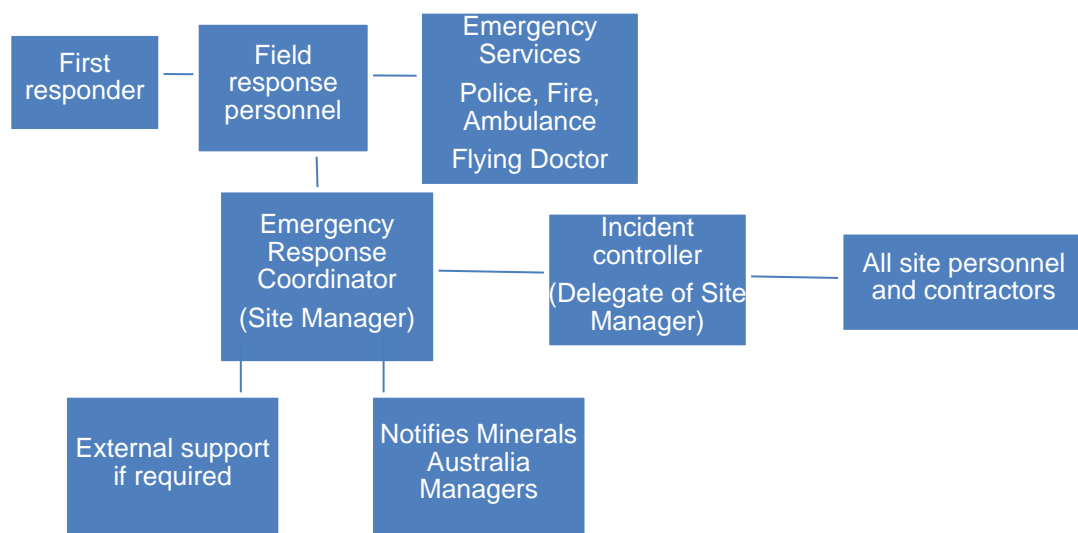 First
responder
Field
response
personnel
Emergency
Services
Police, Fire,
Ambulance
Flying Doctor
Emergency
Response
Coordinator
(Site Manager)
Incident
controller
(Delegate of Site
Manager)
All site personnel
and contractors
External support
if required
Notifies Minerals
Australia
Managers